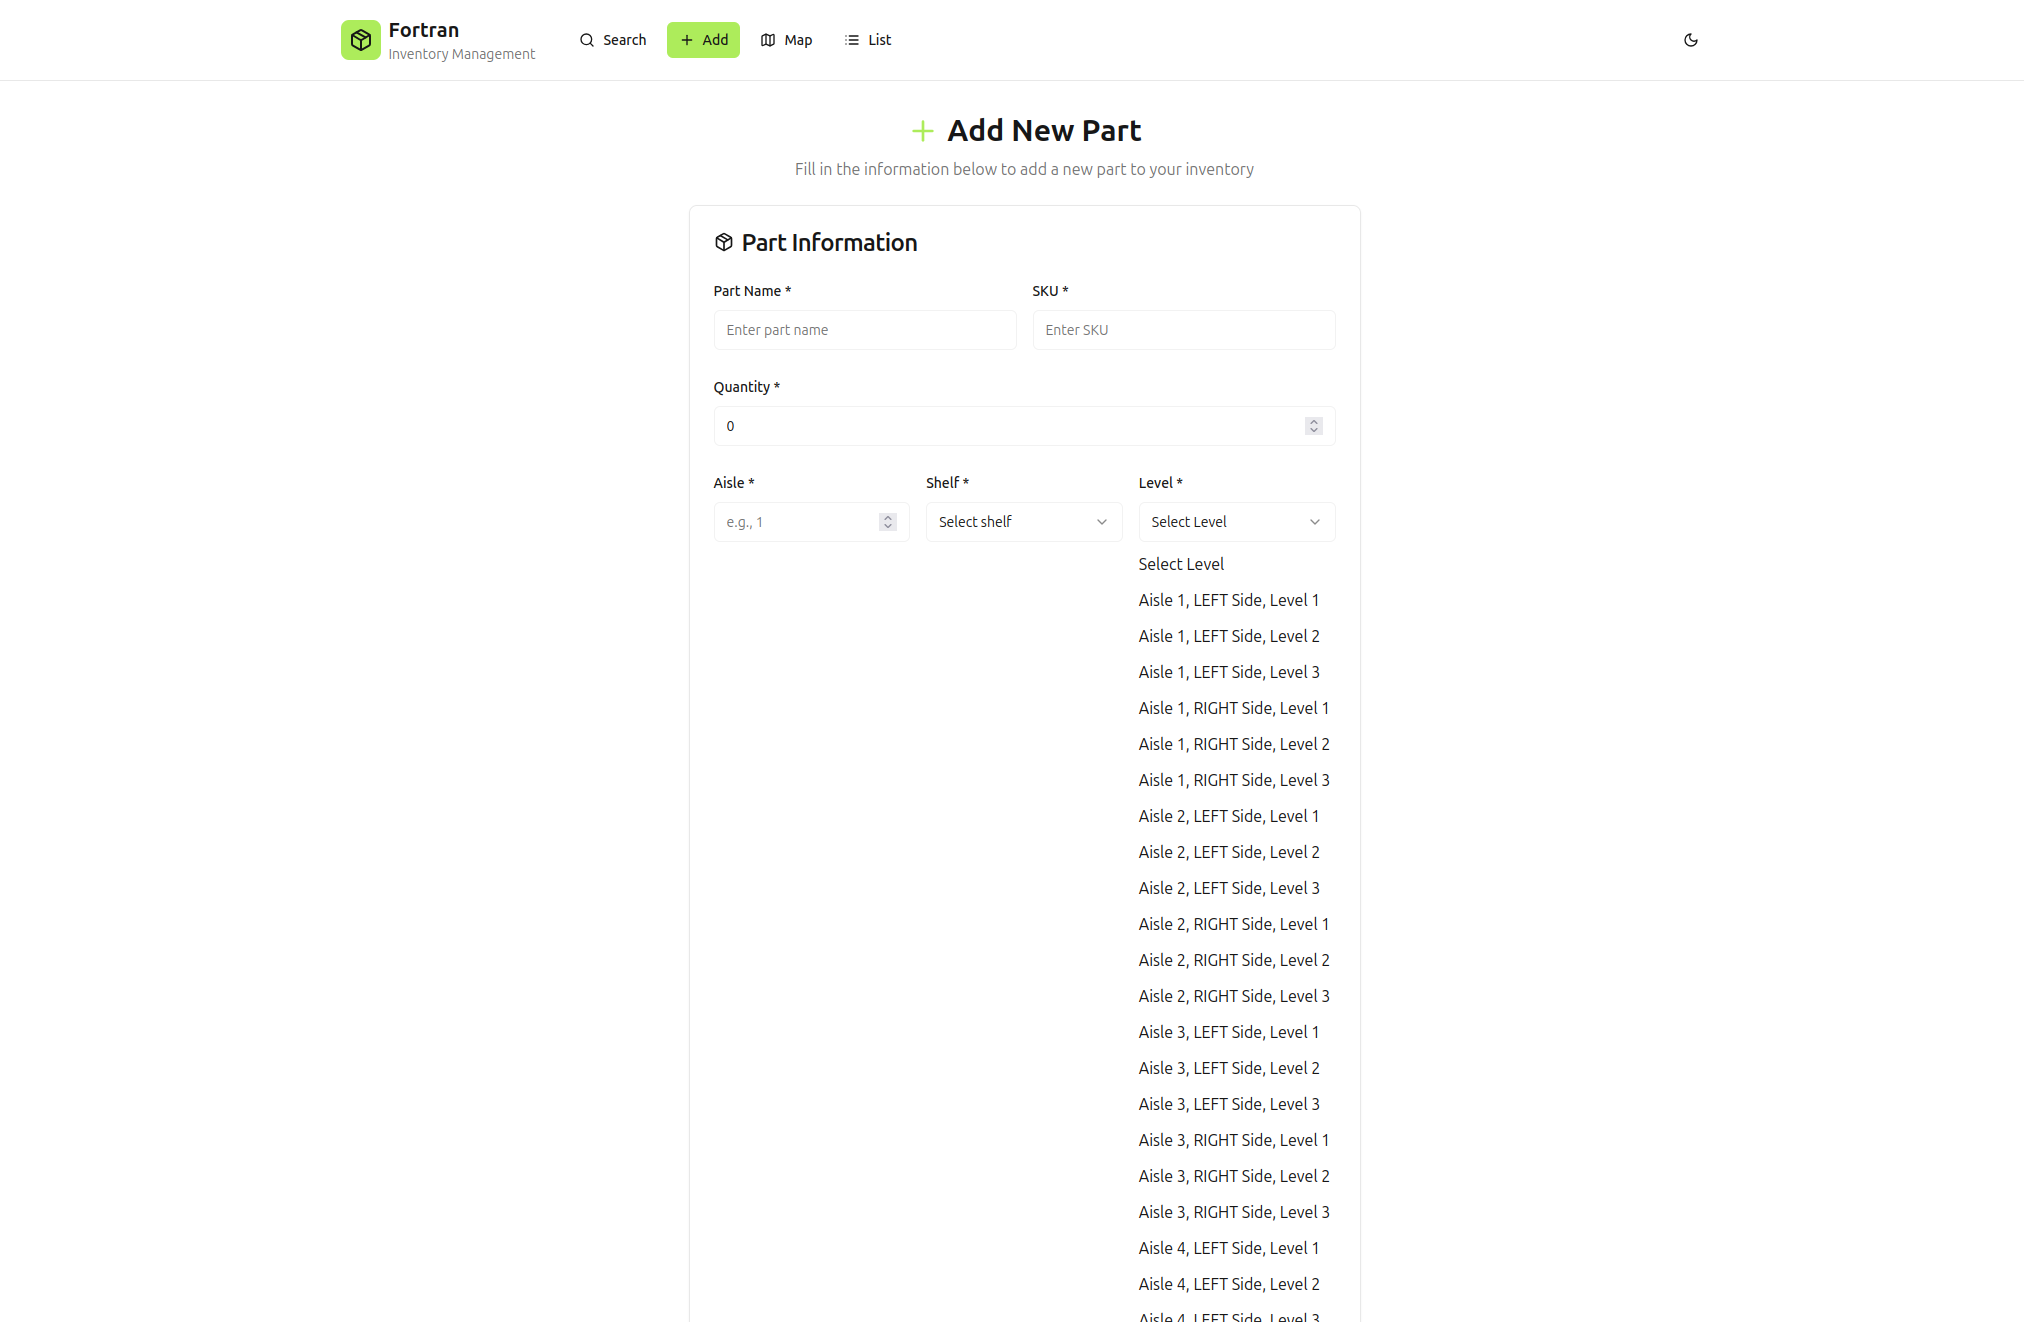 Fortran
Inventory Management
Search
Add
Map
List
Add New Part
Fill in the information below to add a new part to your inventory
Part Information
Part Name *
SKU *
Enter part name
Enter SKU
Quantity *
0
Aisle *
Shelf *
Level *
e.g., 1
Select shelf
Select Level
Select Level
Aisle 1, LEFT Side, Level 1
Aisle 1, LEFT Side, Level 2
Aisle 1, LEFT Side, Level 3
Aisle 1, RIGHT Side, Level 1
Aisle 1, RIGHT Side, Level 2
Aisle 1, RIGHT Side, Level 3
Aisle 2, LEFT Side, Level 1
Aisle 2, LEFT Side, Level 2
Aisle 2, LEFT Side, Level 3
Aisle 2, RIGHT Side, Level 1
Aisle 2, RIGHT Side, Level 2
Aisle 2, RIGHT Side, Level 3
Aisle 3, LEFT Side, Level 1
Aisle 3, LEFT Side, Level 2
Aisle 3, LEFT Side, Level 3
Aisle 3, RIGHT Side, Level 1
Aisle 3, RIGHT Side, Level 2
Aisle 3, RIGHT Side, Level 3
Aisle 4, LEFT Side, Level 1
Aisle 4, LEFT Side, Level 2
Aisle 4, LEFT Side, Level 3